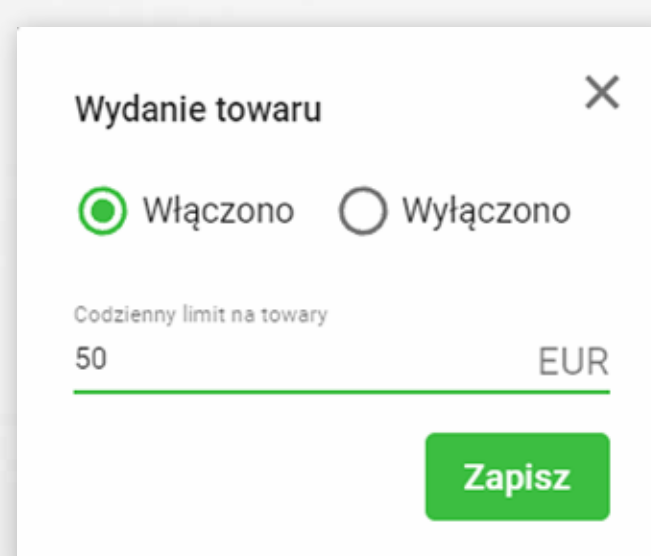 Wydanie towaru
Włączono Wyłączono
Codzienny limit na towary
50 EUR
Zapisz